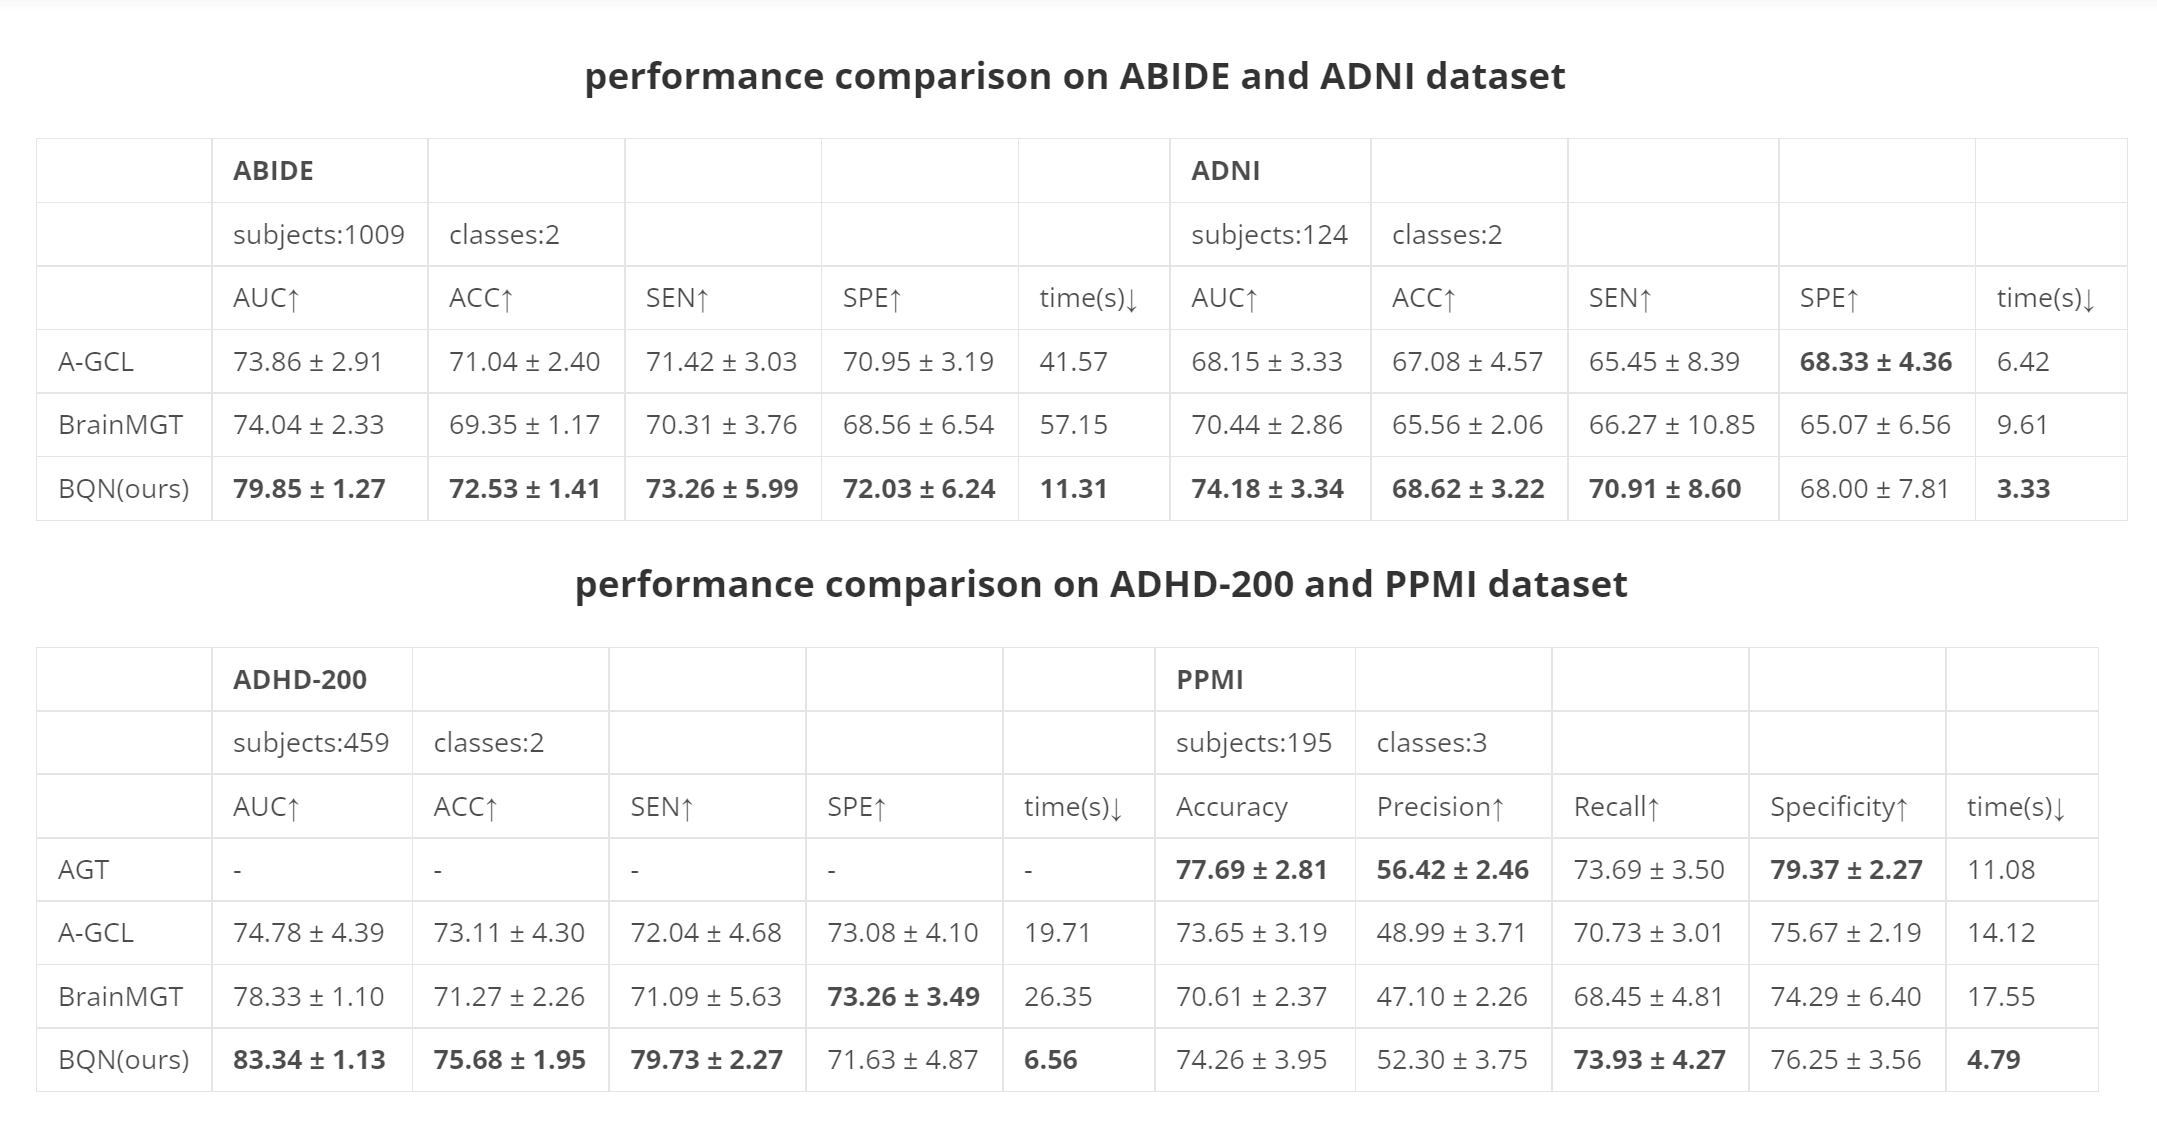 performance comparison on ABIDE and ADNI dataset
ABIDE ADNI
subjects:1009 classes:2 subjects:124 classes:2
AUC↑ ACC↑ SEN↑ SPE↑ time(s)↓ AUC↑ ACC↑ SEN↑ SPE↑ time(s)↓
A-GCL 73.86 ± 2.91 71.04 ± 2.40 71.42 ± 3.03 70.95 ± 3.19 41.57 68.15 ± 3.33 67.08 ± 4.57 65.45 ± 8.39 68.33 ± 4.36 6.42
BrainMGT 74.04 ± 2.33 69.35 ± 1.17 70.31 ± 3.76 68.56 ± 6.54 57.15 70.44 ± 2.86 65.56 ± 2.06 66.27 ± 10.85 65.07 ± 6.56 9.61
BQN(ours) 79.85 ± 1.27 72.53 ± 1.41 73.26 ± 5.99 72.03 ± 6.24 11.31 74.18 ± 3.34 68.62 ± 3.22 70.91 ± 8.60 68.00 ± 7.81 3.33
performance comparison on ADHD-200 and PPMI dataset
ADHD-200 PPMI
subjects:459 classes:2 subjects:195 classes:3
AUC↑ ACC↑ SEN↑ SPE↑ time(s)↓ Accuracy Precision↑ Recall↑ Specificity↑ time(s)↓
AGT - - - - - 77.69 ± 2.81 56.42 ± 2.46 73.69 ± 3.50 79.37 ± 2.27 11.08
A-GCL 74.78 ± 4.39 73.11 ± 4.30 72.04 ± 4.68 73.08 ± 4.10 19.71 73.65 ± 3.19 48.99 ± 3.71 70.73 ± 3.01 75.67 ± 2.19 14.12
BrainMGT 78.33 ± 1.10 71.27 ± 2.26 71.09 ± 5.63 73.26 ± 3.49 26.35 70.61 ± 2.37 47.10 ± 2.26 68.45 ± 4.81 74.29 ± 6.40 17.55
BQN(ours) 83.34 ± 1.13 75.68 ± 1.95 79.73 ± 2.27 71.63 ± 4.87 6.56 74.26 ± 3.95 52.30 ± 3.75 73.93 ± 4.27 76.25 ± 3.56 4.79